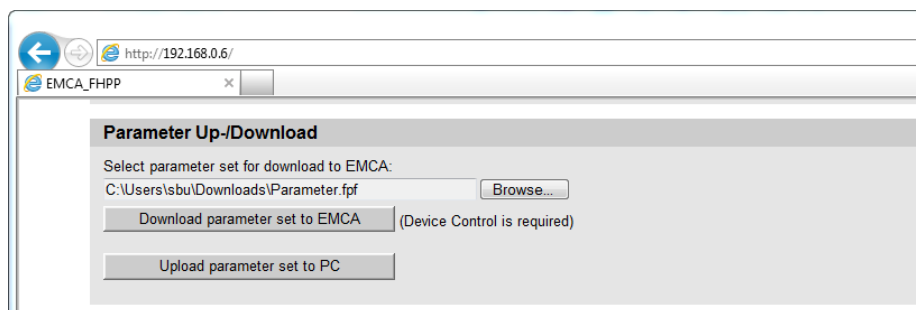 http://192.168.0.6/
EMCA_FHPP
Parameter Up-/Download
Select parameter set for download to EMCA:
C:\Users\sbu\Downloads\Parameter.fpf Browse...
Download parameter set to EMCA (Device Control is required)
Upload parameter set to PC